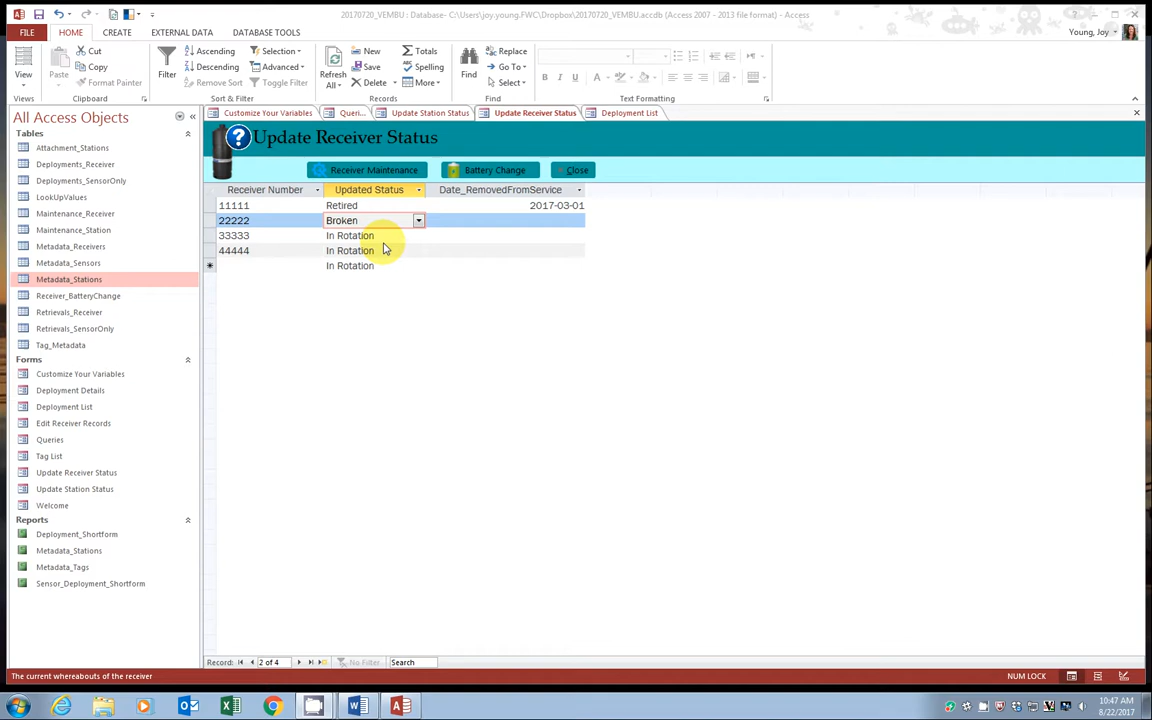 20170720_VEMBU : Database- C:\Users\joy.young.FWC\Dropbox\20170720_VEMBU.accdb (Access 2007 - 2013 file format) - Access
FILE HOME CREATE EXTERNAL DATA DATABASE TOOLS Young, Joy
View
Views
Paste
Cut
Copy
Format Painter
Clipboard
Filter
Ascending
Descending
Remove Sort
Selection
Advanced
Toggle Filter
Sort & Filter
Refresh All
New
Save
Delete
Totals
Spelling
More
Records
Find
Replace
Go To
Select
Find
B I U A
Text Formatting
All Access Objects
Tables
Attachment_Stations
Deployments_Receiver
Deployments_SensorOnly
LookUpValues
Maintenance_Receiver
Maintenance_Station
Metadata_Receivers
Metadata_Sensors
Metadata_Stations
Receiver_BatteryChange
Retrievals_Receiver
Retrievals_SensorOnly
Tag_Metadata
Forms
Customize Your Variables
Deployment Details
Deployment List
Edit Receiver Records
Queries
Tag List
Update Receiver Status
Update Station Status
Welcome
Reports
Deployment_Shortform
Metadata_Stations
Metadata_Tags
Sensor_Deployment_Shortform
Customize Your Variables Queri... Update Station Status Update Receiver Status Deployment List
? Update Receiver Status
Receiver Maintenance Battery Change Close
Receiver Number Updated Status Date_RemovedFromService
11111 Retired 2017-03-01
22222 Broken
33333 In Rotation
44444 In Rotation
In Rotation
Record: 2 of 4 No Filter Search
The current whereabouts of the receiver NUM LOCK
10:47 AM
8/22/2017